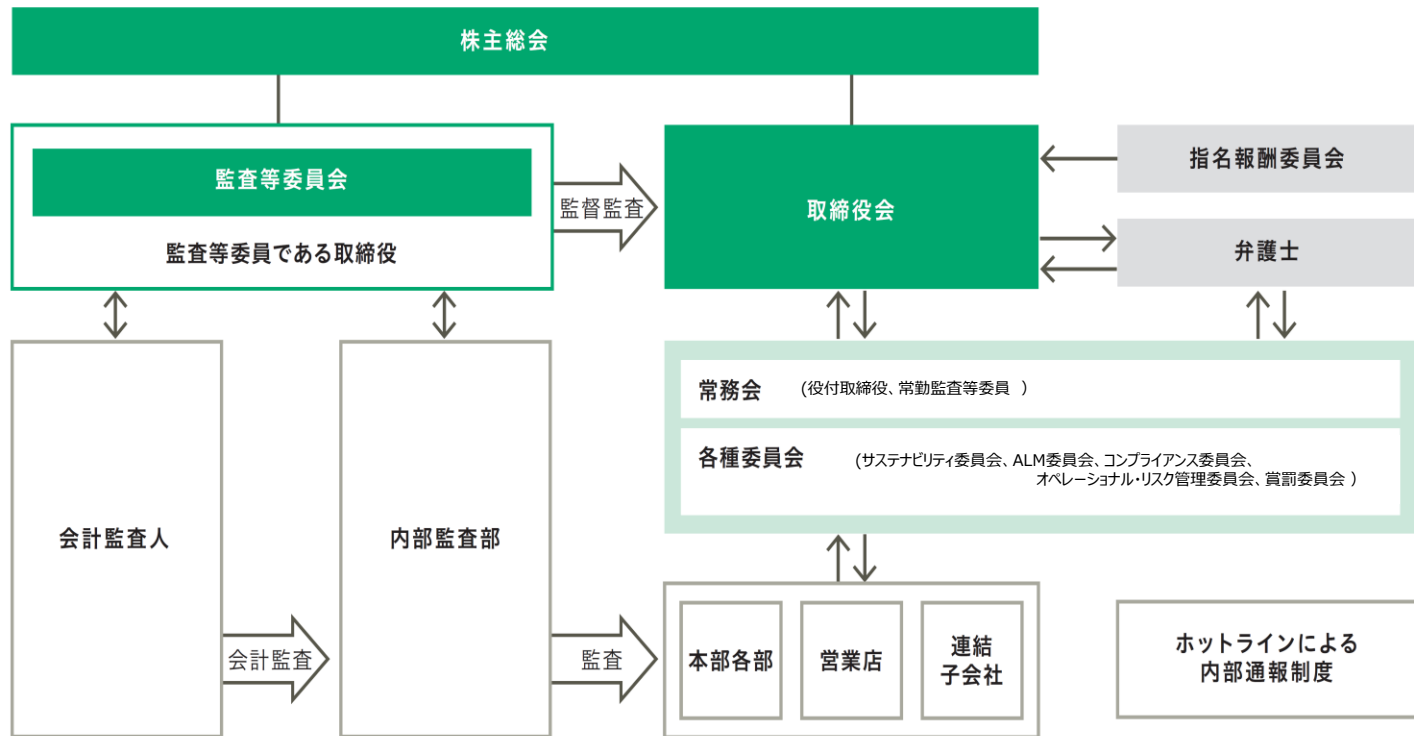 株主総会
監査等委員会
監査等委員である取締役
監督監査
取締役会
指名報酬委員会
弁護士
常務会 (役付取締役、常勤監査等委員 )
各種委員会 (サステナビリティ委員会、ALM委員会、コンプライアンス委員会、
オペレーショナル・リスク管理委員会、賞罰委員会 )
会計監査人
会計監査
内部監査部
監査
本部各部
営業店
連結
子会社
ホットラインによる
内部通報制度